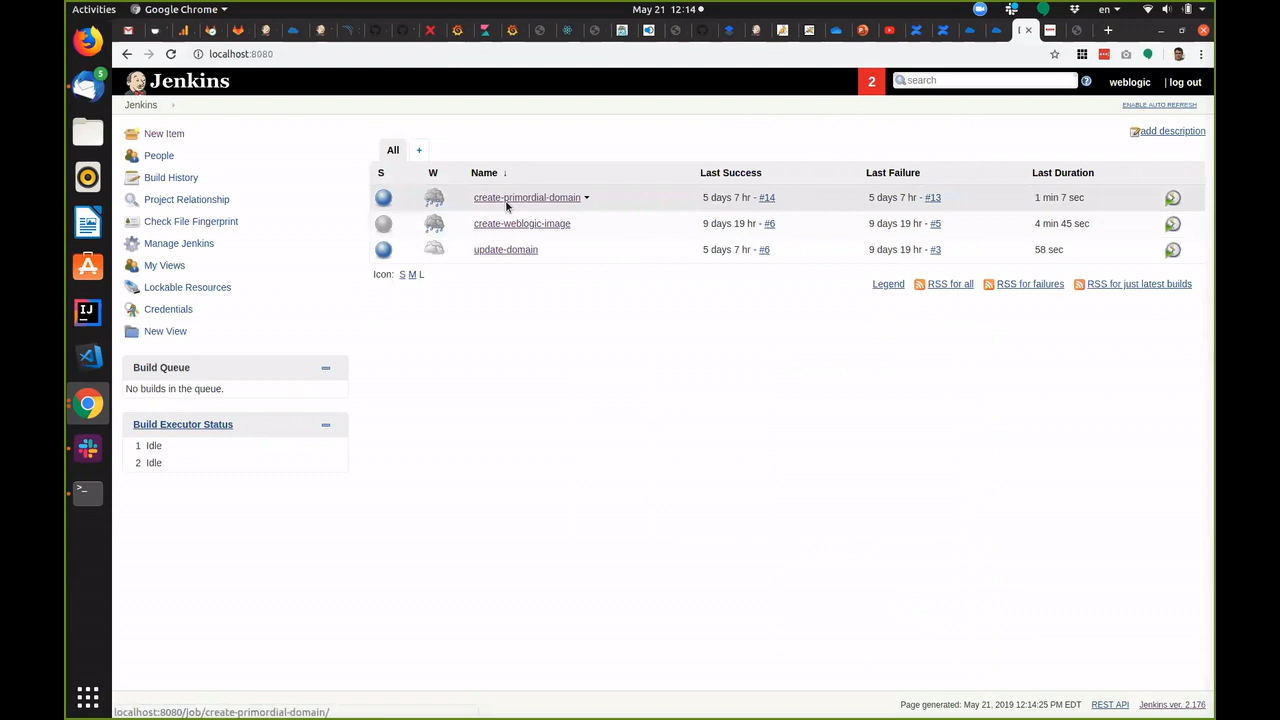 Activities
Google Chrome
May 21 12:14
en
localhost:8080
5
Jenkins
2
search
weblogic
| log out
Jenkins
ENABLE AUTO REFRESH
New Item
People
Build History
Project Relationship
Check File Fingerprint
Manage Jenkins
My Views
Lockable Resources
Credentials
New View
Build Queue
No builds in the queue.
Build Executor Status
1 Idle
2 Idle
add description
All +
S W Name ↓ Last Success Last Failure Last Duration
create-primordial-domain 5 days 7 hr - #14 5 days 7 hr - #13 1 min 7 sec
create-weblogic-image 9 days 19 hr - #6 9 days 19 hr - #5 4 min 45 sec
update-domain 5 days 7 hr - #6 9 days 19 hr - #3 58 sec
Icon: S M L
Legend RSS for all RSS for failures RSS for just latest builds
localhost:8080/job/create-primordial-domain/
Page generated: May 21, 2019 12:14:25 PM EDT REST API Jenkins ver. 2.176